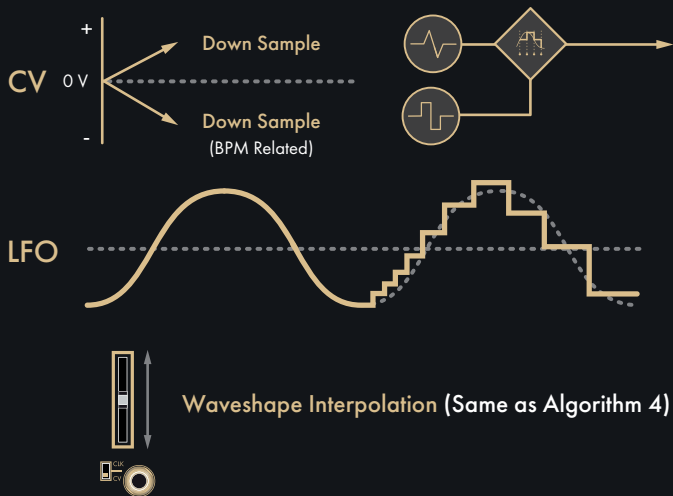 +
Down Sample
CV
0 V
Down Sample
-
(BPM Related)
LFO
Waveshape Interpolation (Same as Algorithm 4)
CLK
CV